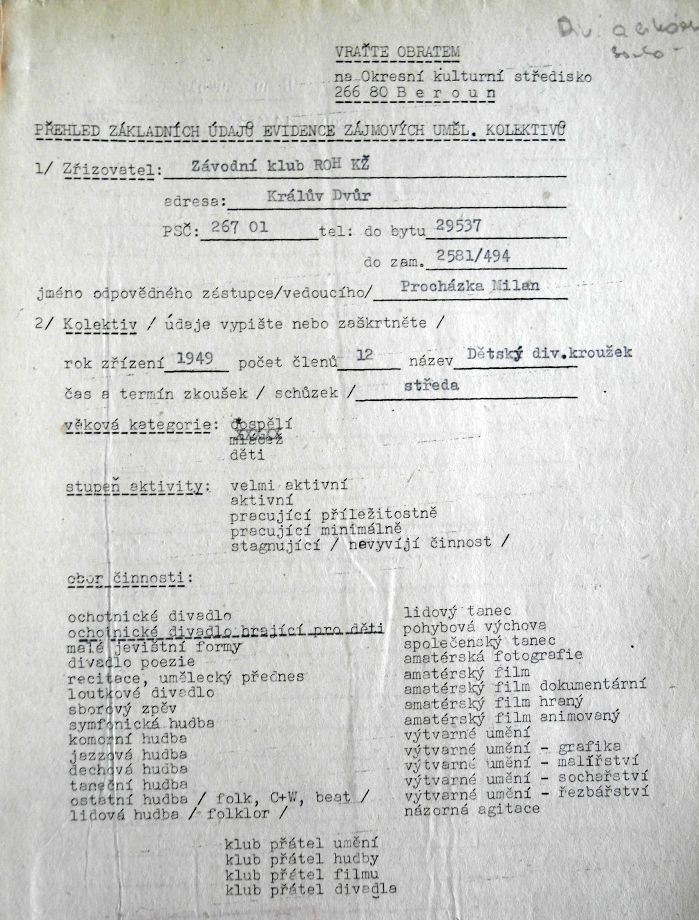 Div.
VRAŤTE OBRATEM
na Okresní kulturní středisko
266 80 B e r o u n
PŘEHLED ZÁKLADNÍCH ÚDAJŮ EVIDENCE ZÁJMOVÝCH UMĚL. KOLEKTIVŮ
1/ Zřizovatel: Závodní klub ROH KŽ
adresa: Králův Dvůr
PSČ: 267 01 tel: do bytu 29537
do zam. 2581/494
jméno odpovědného zástupce/vedoucího/ Procházka Milan
2/ Kolektiv / údaje vypište nebo zaškrtněte /
rok zřízení 1949 počet členů 12 název Dětský div.kroužek
čas a termín zkoušek / schůzek / středa
věková kategorie: dospělí
mládež
děti
stupeň aktivity: velmi aktivní
aktivní
pracující příležitostně
pracující minimálně
stagnující / nevyvíjí činnost /
obor činnosti:
ochotnické divadlo
ochotnické divadlo hrající pro děti
malé jevištní formy
divadlo poezie
recitace, umělecký přednes
loutkové divadlo
sborový zpěv
symfonická hudba
komorní hudba
jazzová hudba
dechová hudba
taneční hudba
ostatní hudba / folk, C+W, beat /
lidová hudba / folklor /
lidový tanec
pohybová výchova
společenský tanec
amatérská fotografie
amatérský film
amatérský film dokumentární
amatérský film hraný
amatérský film animovaný
výtvarné umění
výtvarné umění - grafika
výtvarné umění - malířství
výtvarné umění - sochařství
výtvarné umění - řezbářství
názorná agitace
klub přátel umění
klub přátel hudby
klub přátel filmu
klub přátel divadla